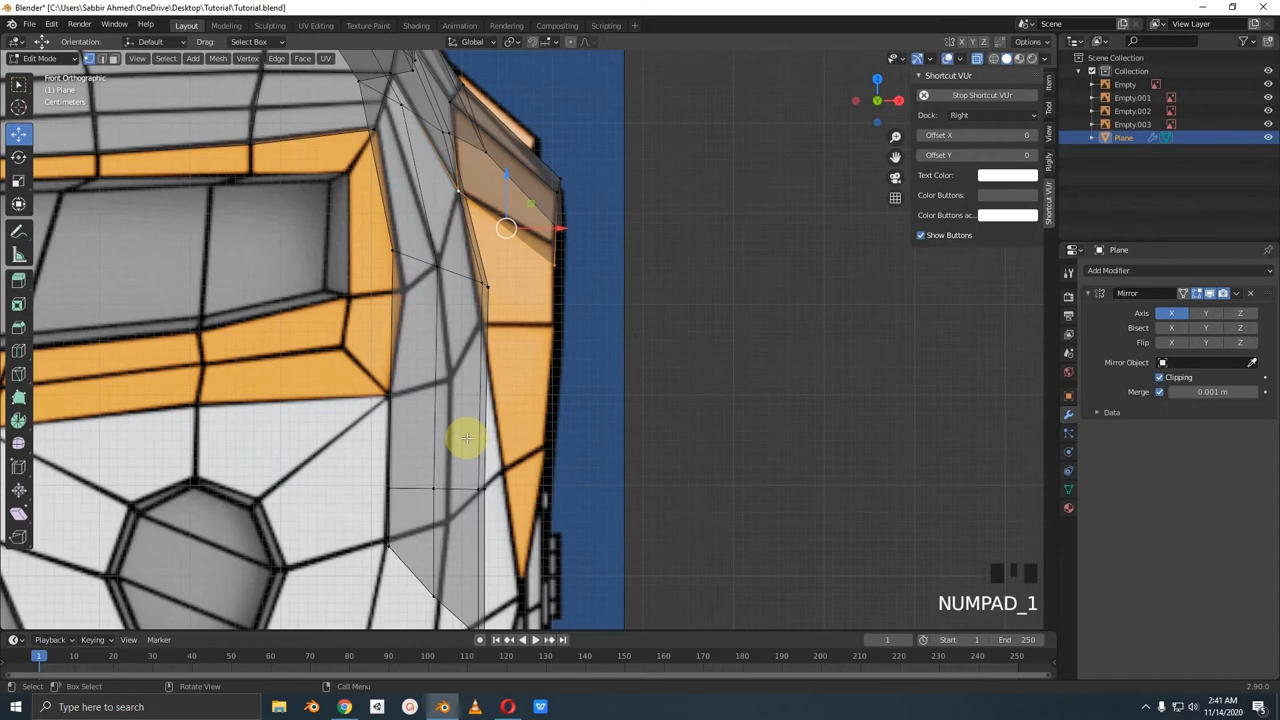 Blender* [C:\Users\Sabbir Ahmed\OneDrive\Desktop\Tutorial\Tutorial.blend]
File Edit Render Window Help Layout Modeling Sculpting UV Editing Texture Paint Shading Animation Rendering Compositing Scripting + Scene View Layer
Orientation: Default Drag: Select Box Global X Y Z Options
Edit Mode View Select Add Mesh Vertex Edge Face UV
Front Orthographic
(1) Plane
Centimeters
Shortcut VUr
Stop Shortcut VUr
Dock: Right
Offset X 0
Offset Y 0
Text Color:
Color Buttons:
Color Buttons ac...
Show Buttons
Item
Tool
View
Rigify
Shortcut VUr
Scene Collection
Collection
Empty
Empty.001
Empty.002
Empty.003
Plane
Plane
Add Modifier
Mirror
Axis X Y Z
Bisect X Y Z
Flip X Y Z
Mirror Object
Clipping
Merge 0.001 m
Data
X
Z
NUMPAD_1
Playback Keying View Marker 1 Start 1 End 250
1 10 20 30 40 50 60 70 80 90 100 110 120 130 140 150 160 170 180 190 200 210 220 230 240 250
Select Box Select Rotate View Call Menu 2.90.0
Type here to search
2:41 AM
11/14/2020